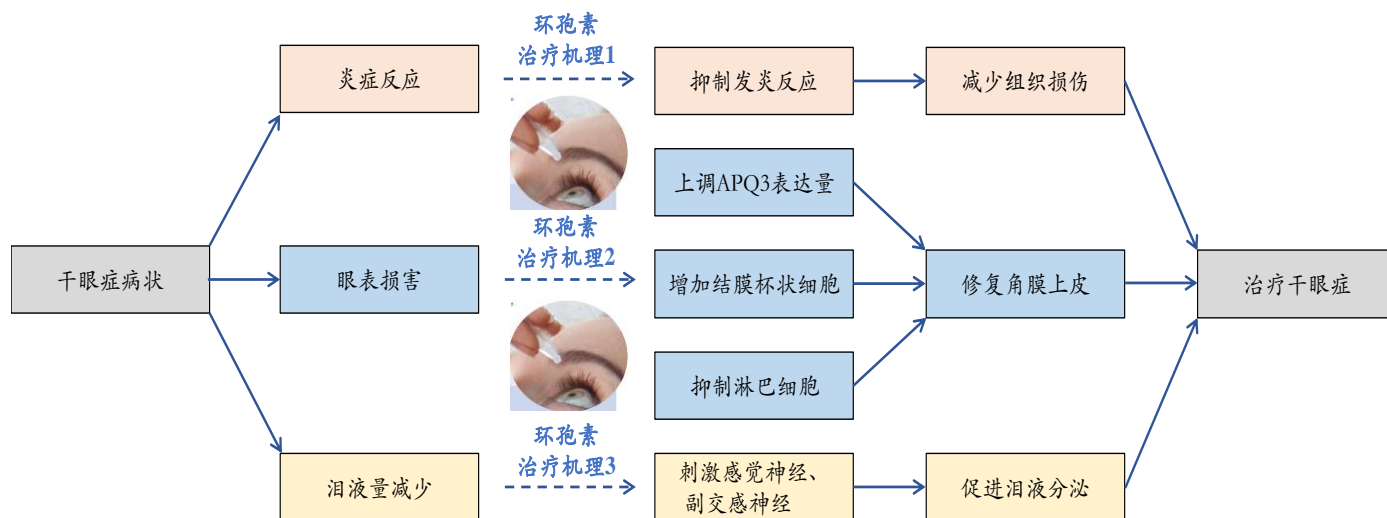 环孢素
治疗机理1
炎症反应
抑制发炎反应
减少组织损伤
上调APQ3表达量
环孢素
治疗机理2
干眼症病状
眼表损害
增加结膜杯状细胞
修复角膜上皮
治疗干眼症
抑制淋巴细胞
环孢素
治疗机理3
泪液量减少
刺激感觉神经、
副交感神经
促进泪液分泌